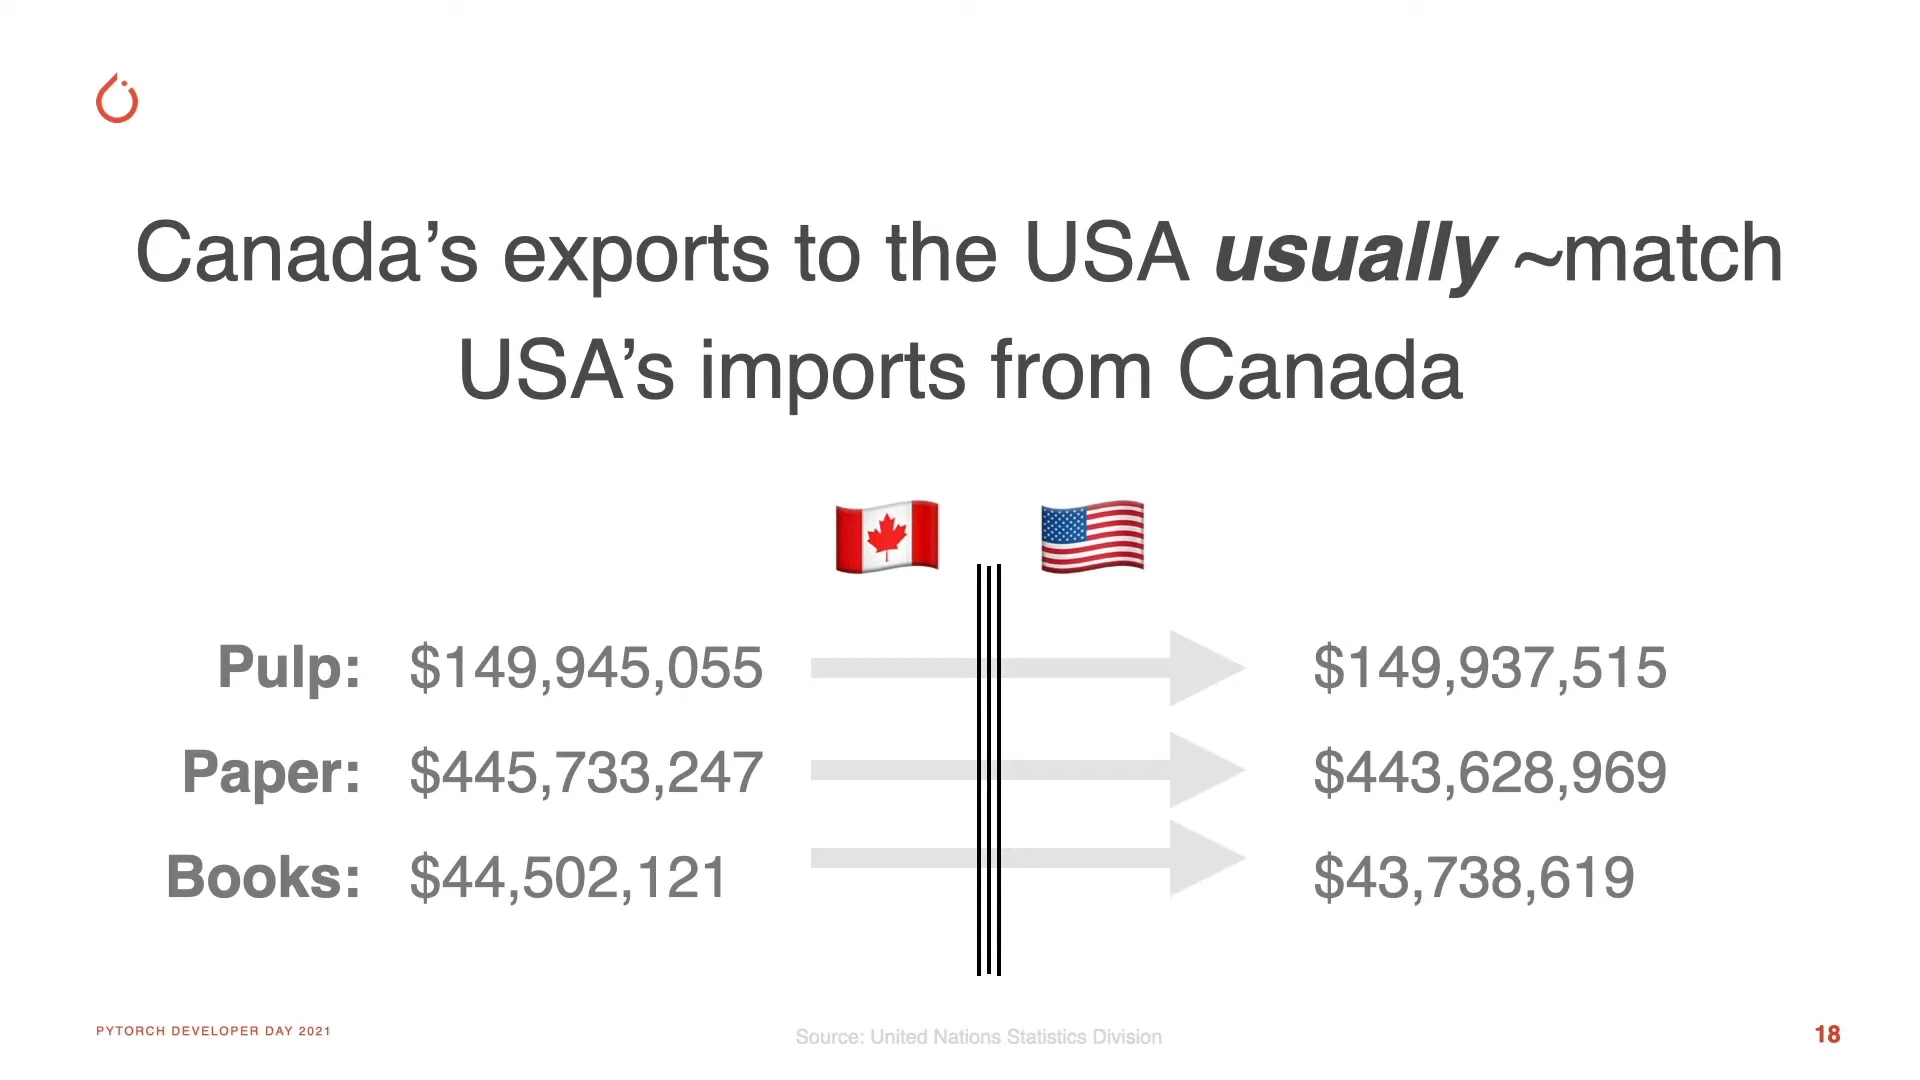 Canada’s exports to the USA usually ~match
USA’s imports from Canada
Pulp: $149,945,055 $149,937,515
Paper: $445,733,247 $443,628,969
Books: $44,502,121 $43,738,619
PYTORCH DEVELOPER DAY 2021
Source: United Nations Statistics Division
18